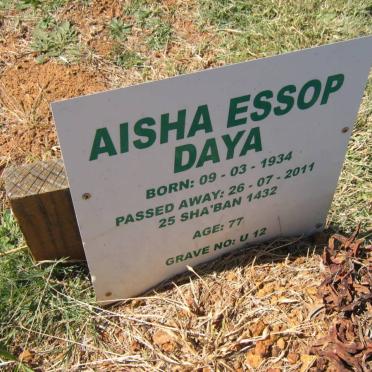 AISHA ESSOP
DAYA
BORN: 09 - 03 - 1934
PASSED AWAY: 26 - 07 - 2011
25 SHA'BAN 1432
AGE: 77
GRAVE NO: U 12